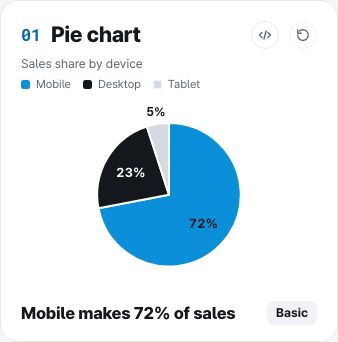 01 Pie chart
</>
Sales share by device
Mobile Desktop Tablet
5%
23%
72%
Mobile makes 72% of sales Basic